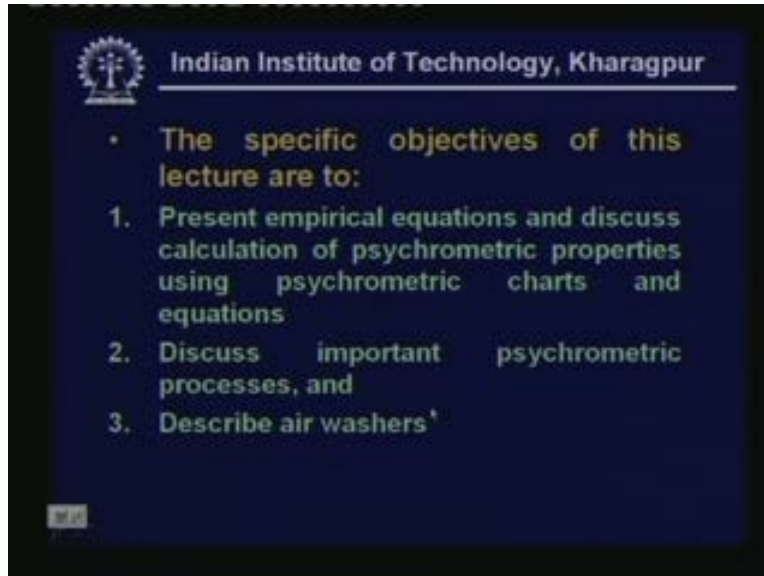 Indian Institute of Technology, Kharagpur
• The specific objectives of this
lecture are to:
1. Present empirical equations and discuss
calculation of psychrometric properties
using psychrometric charts and
equations
2. Discuss important psychrometric
processes, and
3. Describe air washers